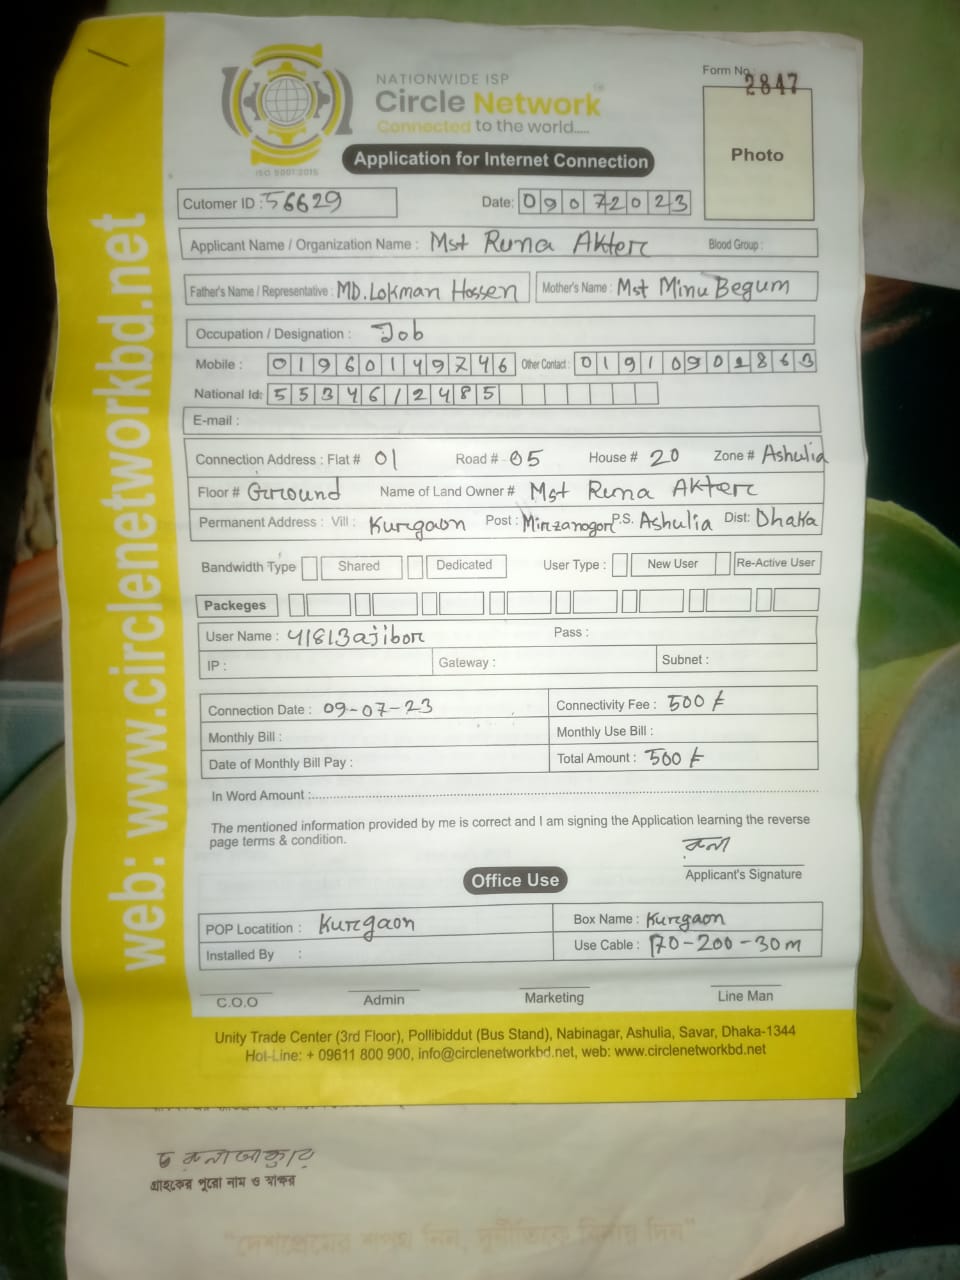 NATIONWIDE ISP
Circle Network
Connected to the world.....
ISO 9001:2015
Form No. 2847
Photo
Application for Internet Connection
Cutomer ID : 56629 Date: 09072023
Applicant Name / Organization Name : Mst Runa Akter Blood Group :
Father's Name / Representative : MD. Lokman Hossen Mother's Name : Mst Minu Begum
Occupation / Designation : Job
Mobile : 01960149746 Other Contact : 01910901863
National Id: 5534612485
E-mail :
Connection Address : Flat # 01 Road # 05 House # 20 Zone # Ashulia
Floor # Ground Name of Land Owner # Mst Runa Akter
Permanent Address : Vill : Kurgaon Post : Mirzanagor P.S. Ashulia Dist: Dhaka
Bandwidth Type Shared Dedicated User Type : New User Re-Active User
Packeges
User Name : 41813ajibor Pass :
IP : Gateway : Subnet :
Connection Date : 09-07-23 Connectivity Fee : 500/-
Monthly Bill : Monthly Use Bill :
Date of Monthly Bill Pay : Total Amount : 500/-
In Word Amount :
The mentioned information provided by me is correct and I am signing the Application learning the reverse
page terms & condition.
রুনা
Applicant's Signature
Office Use
POP Locatition : Kurgaon Box Name : Kurgaon
Installed By : Use Cable : 170-200-30m
C.O.O Admin Marketing Line Man
Unity Trade Center (3rd Floor), Pollibiddut (Bus Stand), Nabinagar, Ashulia, Savar, Dhaka-1344
Hot-Line: + 09611 800 900, info@circlenetworkbd.net, web: www.circlenetworkbd.net
web: www.circlenetworkbd.net
রুনা আক্তার
গ্রাহকের পুরো নাম ও স্বাক্ষর
"দেশপ্রেমের শপথ নিন, দুর্নীতিকে বিদায় দিন"